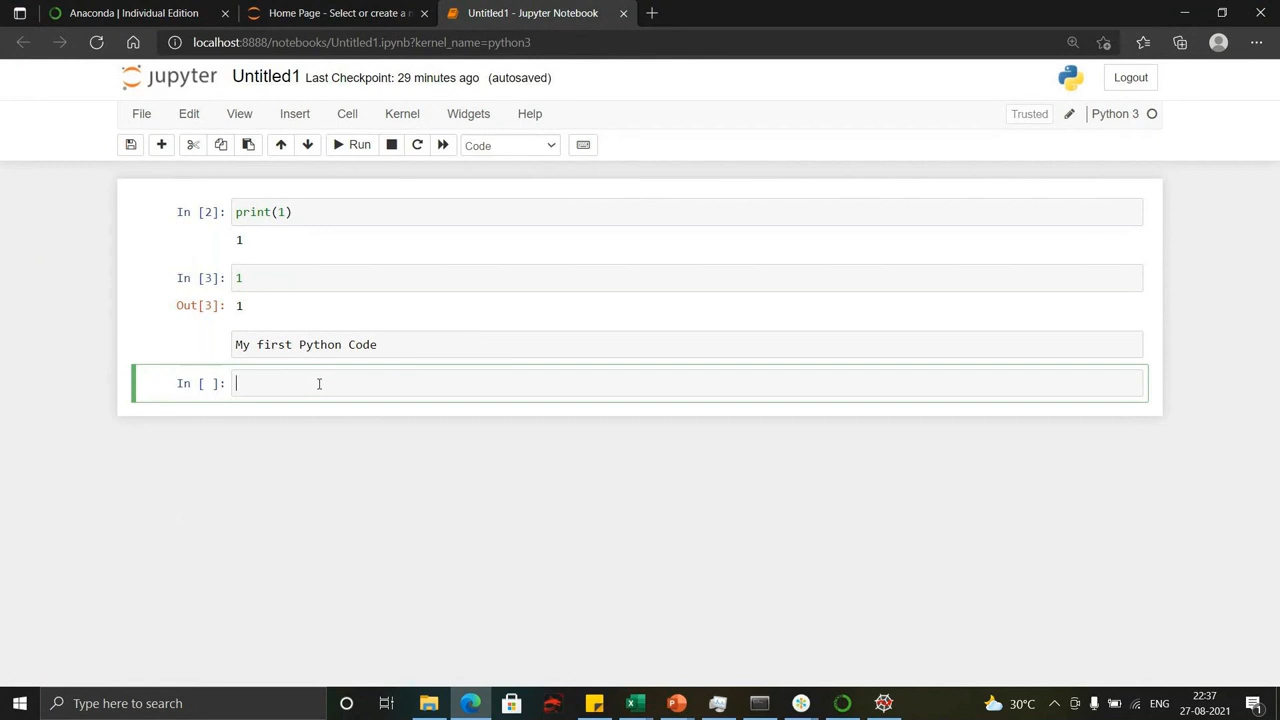 Anaconda | Individual Edition
Home Page - Select or create a n
Untitled1 - Jupyter Notebook
localhost:8888/notebooks/Untitled1.ipynb?kernel_name=python3
jupyter Untitled1 Last Checkpoint: 29 minutes ago (autosaved)
Logout
File Edit View Insert Cell Kernel Widgets Help
Trusted
Python 3
Run
Code
In [2]: print(1)
1
In [3]: 1
Out[3]: 1
My first Python Code
In [ ]:
Type here to search
30°C
ENG
22:37
27-08-2021
1